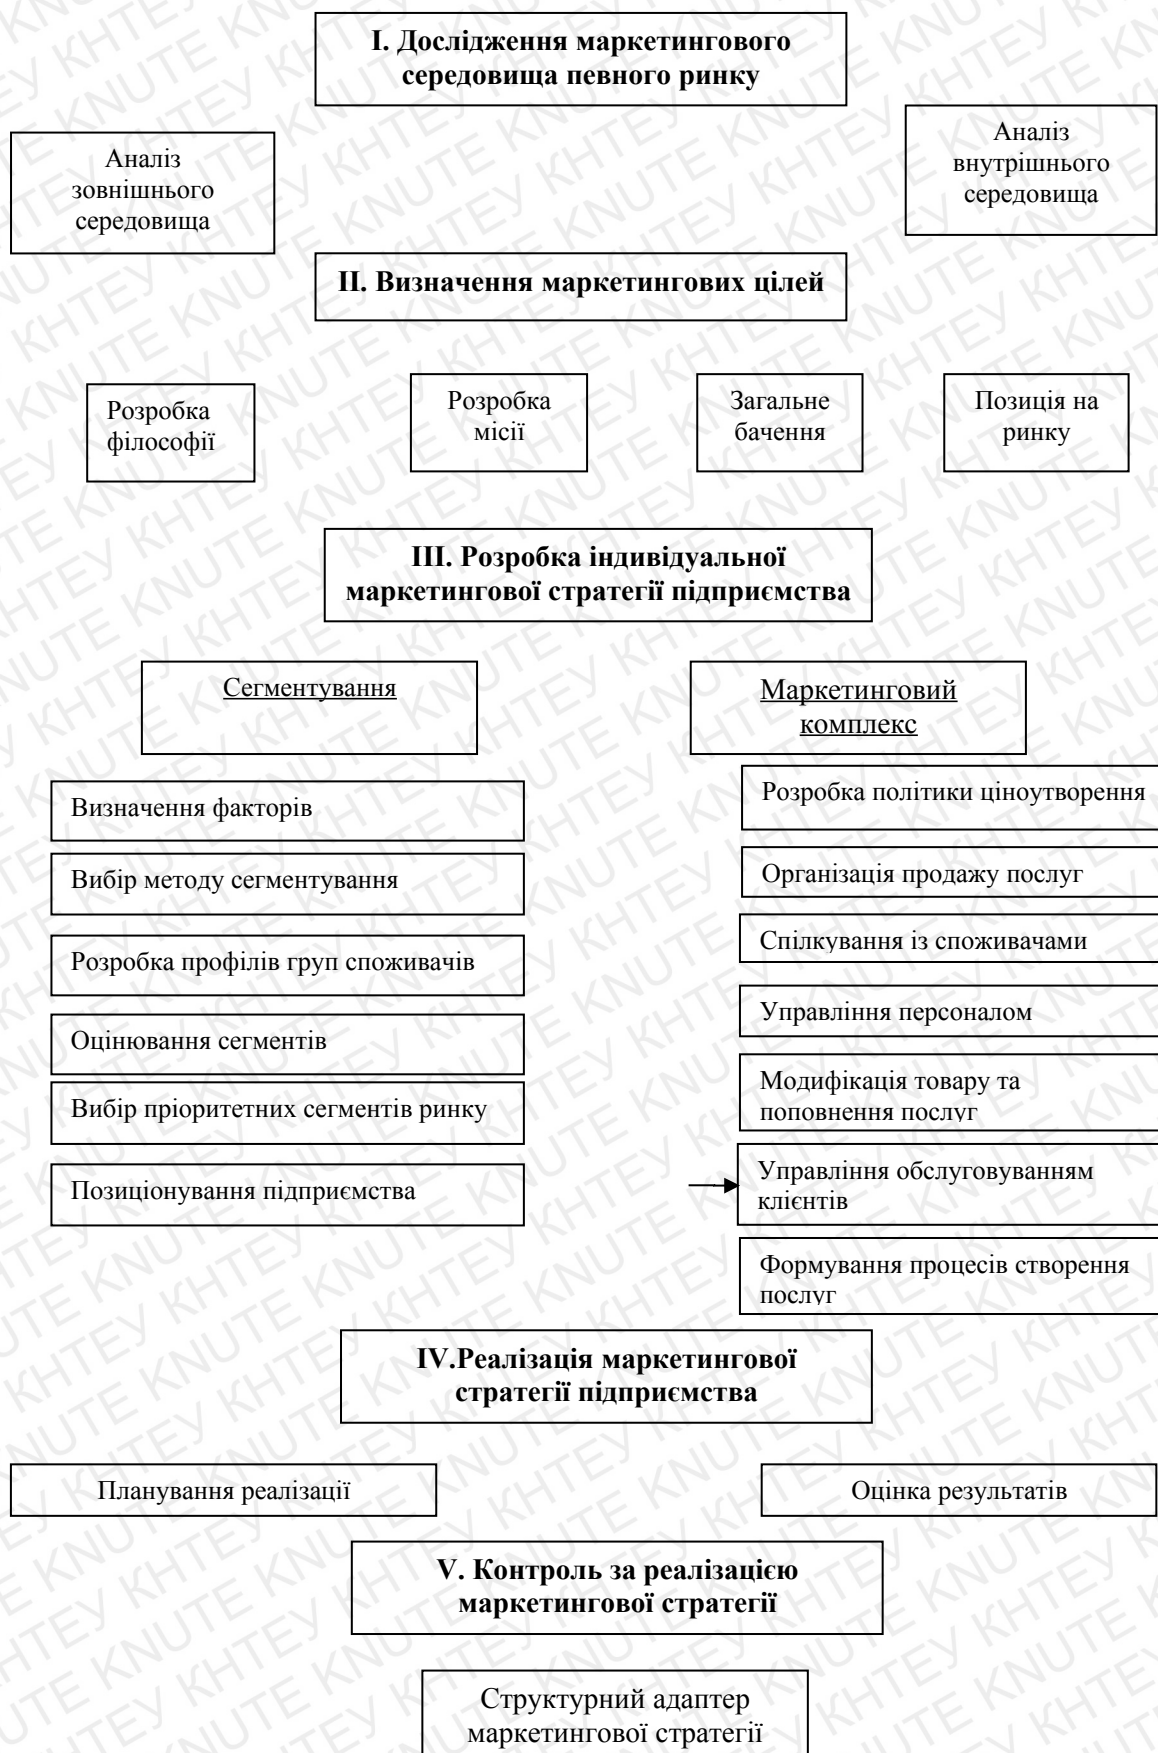 І. Дослідження маркетингового
середовища певного ринку
Аналіз
зовнішнього
середовища
Аналіз
внутрішнього
середовища
ІІ. Визначення маркетингових цілей
Розробка
філософії
Розробка
місії
Загальне
бачення
Позиція на
ринку
ІІІ. Розробка індивідуальної
маркетингової стратегії підприємства
Сегментування
Маркетинговий
комплекс
Визначення факторів
Вибір методу сегментування
Розробка профілів груп споживачів
Оцінювання сегментів
Вибір пріоритетних сегментів ринку
Позиціонування підприємства
Розробка політики ціноутворення
Організація продажу послуг
Спілкування із споживачами
Управління персоналом
Модифікація товару та
поповнення послуг
Управління обслуговуванням
клієнтів
Формування процесів створення
послуг
IV.Реалізація маркетингової
стратегії підприємства
Планування реалізації
Оцінка результатів
V. Контроль за реалізацією
маркетингової стратегії
Структурний адаптер
маркетингової стратегії